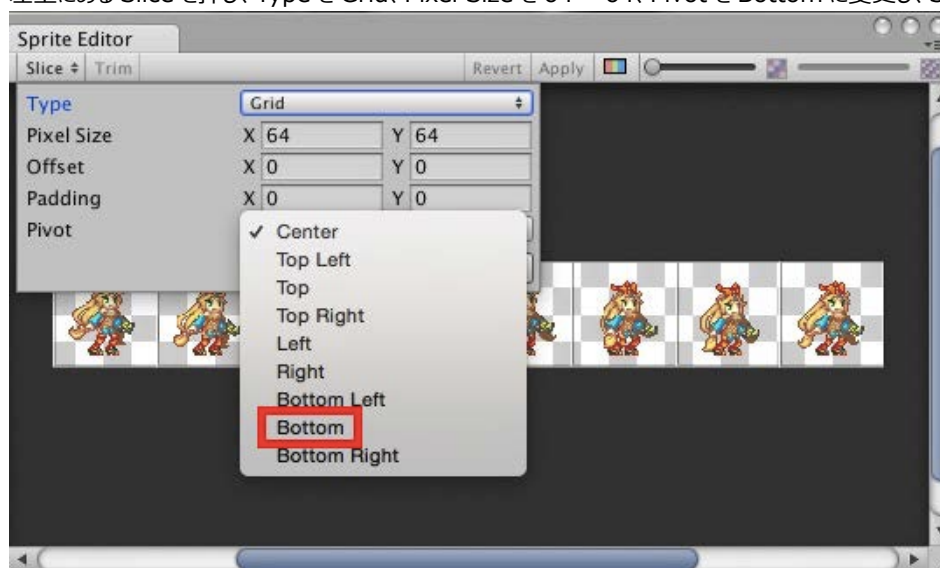 Sprite Editor
Slice Trim Revert Apply
Type Grid
Pixel Size X 64 Y 64
Offset X 0 Y 0
Padding X 0 Y 0
Pivot
✓ Center
Top Left
Top
Top Right
Left
Right
Bottom Left
Bottom
Bottom Right